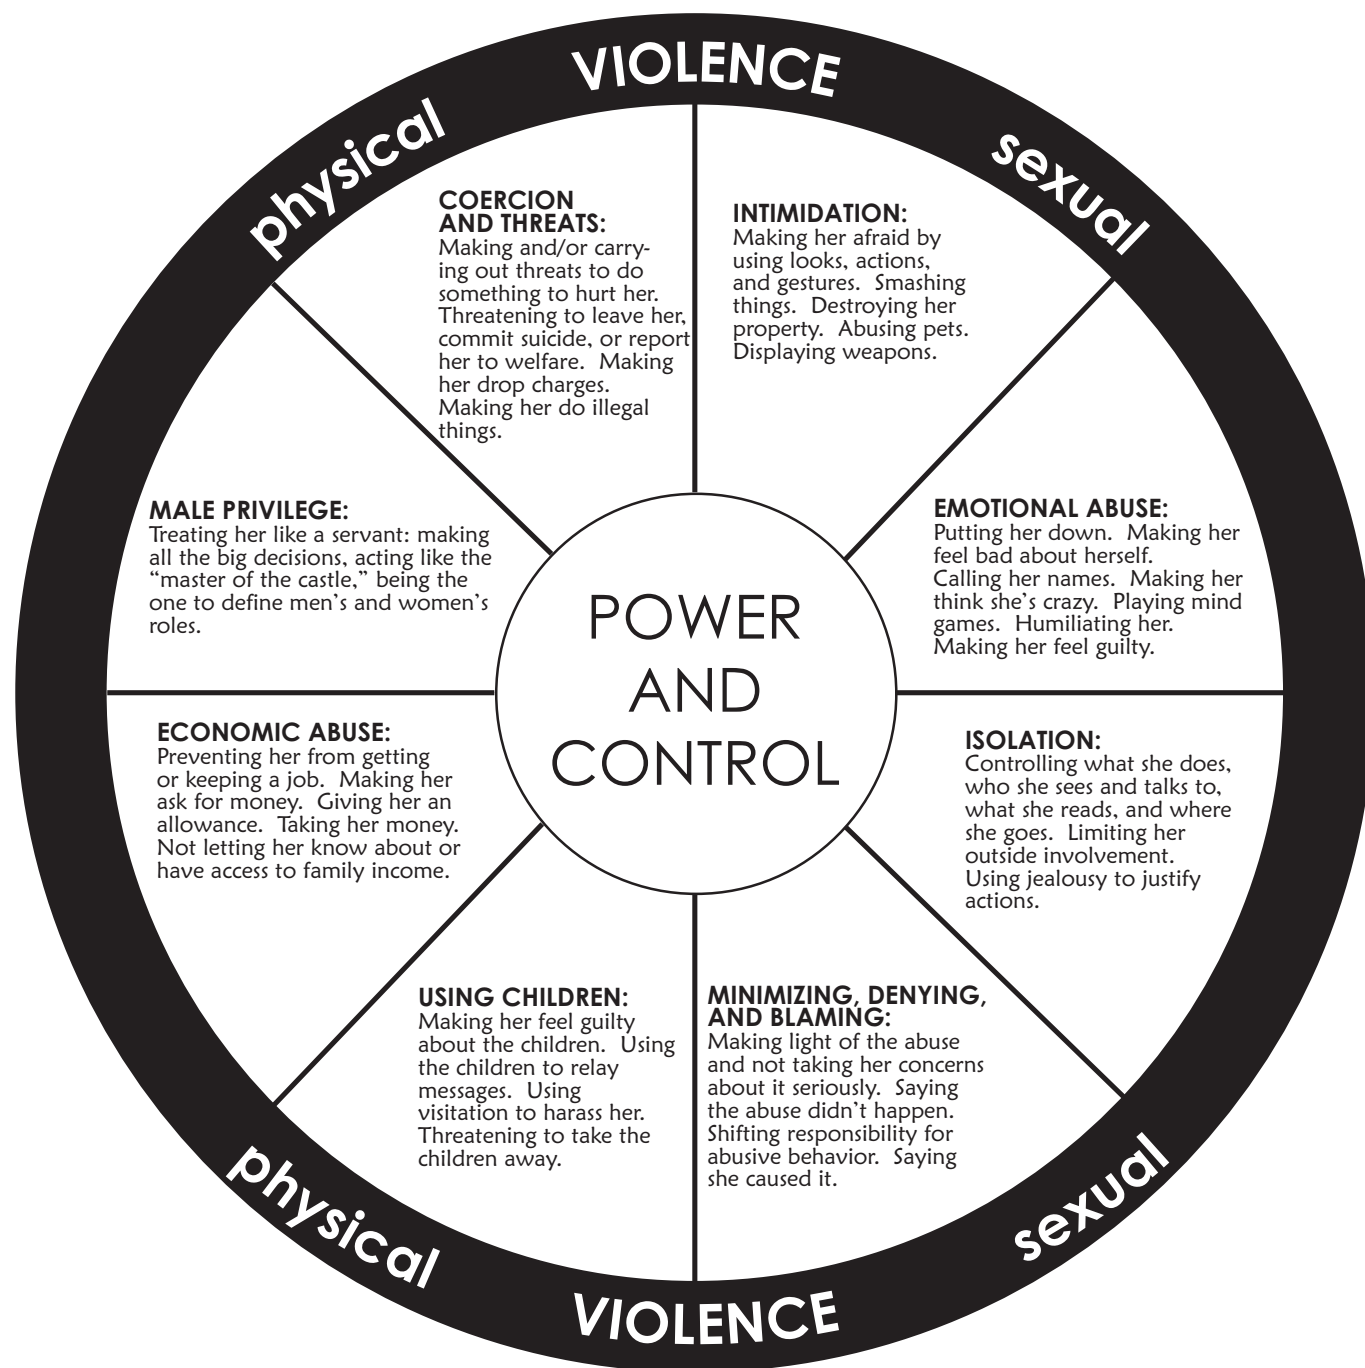 VIOLENCE
physical
sexual
COERCION
AND THREATS:
Making and/or carry-
ing out threats to do
something to hurt her.
Threatening to leave her,
commit suicide, or report
her to welfare.  Making
her drop charges.
Making her do illegal
things.
INTIMIDATION:
Making her afraid by
using looks, actions,
and gestures.  Smashing
things.  Destroying her
property.  Abusing pets.
Displaying weapons.
MALE PRIVILEGE:
Treating her like a servant: making
all the big decisions, acting like the
“master of the castle,” being the
one to define men’s and women’s
roles.
EMOTIONAL ABUSE:
Putting her down.  Making her
feel bad about herself.
Calling her names.  Making her
think she’s crazy.  Playing mind
games.  Humiliating her.
Making her feel guilty.
POWER
AND
CONTROL
ECONOMIC ABUSE:
Preventing her from getting
or keeping a job.  Making her
ask for money.  Giving her an
allowance.  Taking her money.
Not letting her know about or
have access to family income.
ISOLATION:
Controlling what she does,
who she sees and talks to,
what she reads, and where
she goes.  Limiting her
outside involvement.
Using jealousy to justify
actions.
USING CHILDREN:
Making her feel guilty
about the children.  Using
the children to relay
messages.  Using
visitation to harass her.
Threatening to take the
children away.
MINIMIZING, DENYING,
AND BLAMING:
Making light of the abuse
and not taking her concerns
about it seriously.  Saying
the abuse didn’t happen.
Shifting responsibility for
abusive behavior.  Saying
she caused it.
physical
sexual
VIOLENCE